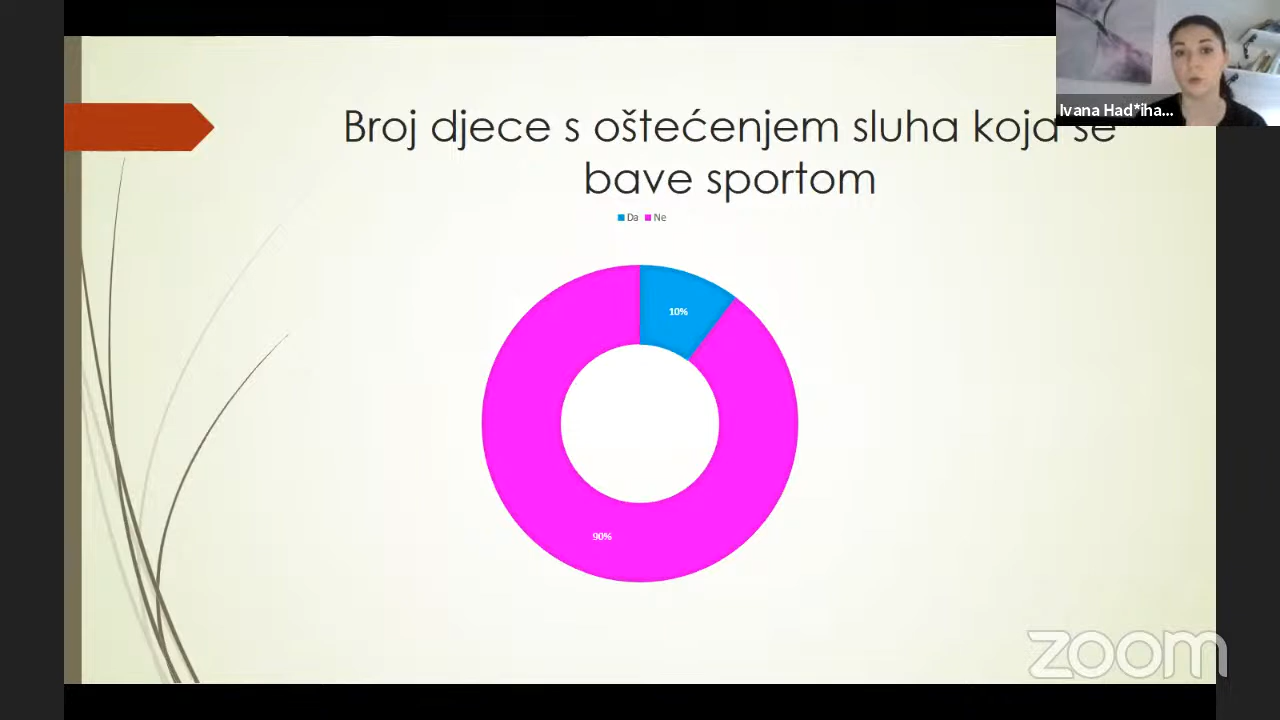 Broj djece s oštećenjem sluha koja se
bave sportom
Da Ne
10%
90%
Ivana Had*iha...
zoom